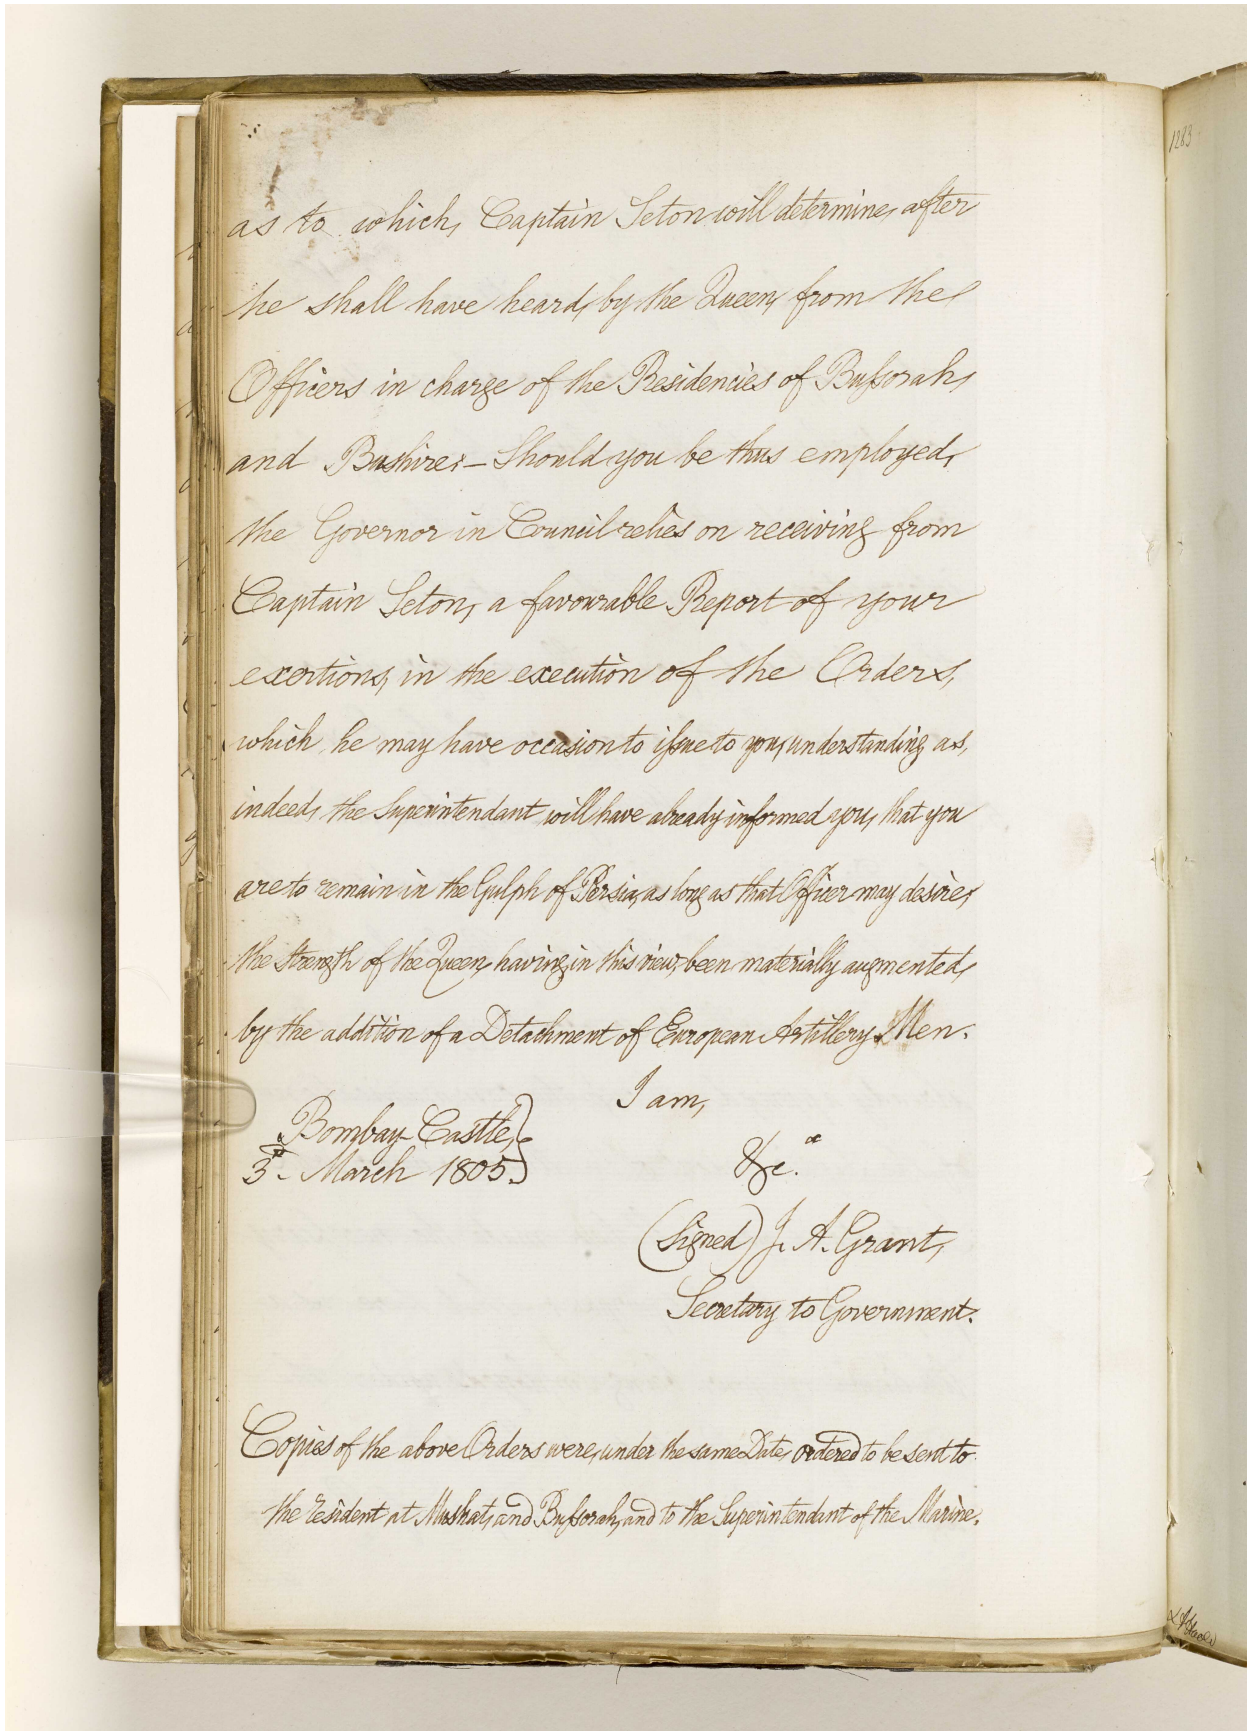 1283
as to which, Captain Seton will determine, after
he shall have heard, by the Queen, from the
Officers in charge of the Residencies of Bussorah,
and Bushire:— Should you be thus employed,
the Governor in Council relies on receiving from
Captain Seton, a favourable Report of your
exertions, in the execution of the Orders,
which he may have occasion to issue to you, understanding as,
indeed, the Superintendant will have already informed you, that you
are to remain in the Gulph of Persia, as long as that Officer may desire,
the strength of the Queen, having, in this view, been materially augmented,
by the addition of a Detachment of European Artillery Men.
I am,
&c.a
Bombay Castle,
3d. March 1805.
(Signed) J. A. Grant,
Secretary to Government.
Copies of the above Orders were, under the same Date, ordered to be sent to
the resident at Muskat, and Bussorah, and to the Superintendant of the Marine.